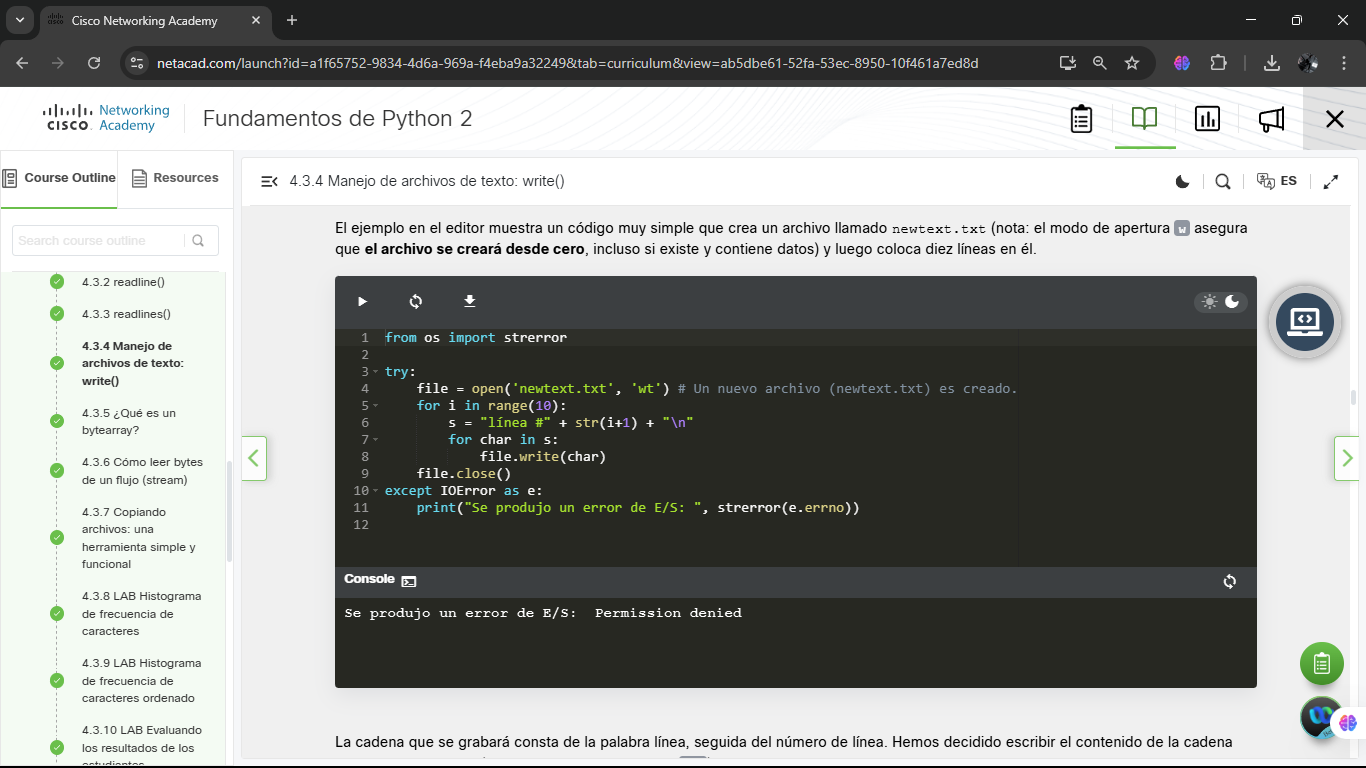 Cisco Networking Academy
netacad.com/launch?id=a1f65752-9834-4d6a-969a-f4eba9a32249&tab=curriculum&view=ab5dbe61-52fa-53ec-8950-10f461a7ed8d
CISCO Networking Academy
Fundamentos de Python 2
Course Outline
Resources
4.3.4 Manejo de archivos de texto: write()
ES
Search course outline
4.3.2 readline()
4.3.3 readlines()
4.3.4 Manejo de
archivos de texto:
write()
4.3.5 ¿Qué es un
bytearray?
4.3.6 Cómo leer bytes
de un flujo (stream)
4.3.7 Copiando
archivos: una
herramienta simple y
funcional
4.3.8 LAB Histograma
de frecuencia de
caracteres
4.3.9 LAB Histograma
de frecuencia de
caracteres ordenado
4.3.10 LAB Evaluando
los resultados de los
estudiantes
El ejemplo en el editor muestra un código muy simple que crea un archivo llamado newtext.txt (nota: el modo de apertura w asegura
que el archivo se creará desde cero, incluso si existe y contiene datos) y luego coloca diez líneas en él.
1 from os import strerror
2
3 try:
4     file = open('newtext.txt', 'wt') # Un nuevo archivo (newtext.txt) es creado.
5     for i in range(10):
6         s = "línea #" + str(i+1) + "\n"
7         for char in s:
8             file.write(char)
9     file.close()
10 except IOError as e:
11     print("Se produjo un error de E/S: ", strerror(e.errno))
12
Console
Se produjo un error de E/S:  Permission denied
La cadena que se grabará consta de la palabra línea, seguida del número de línea. Hemos decidido escribir el contenido de la cadena